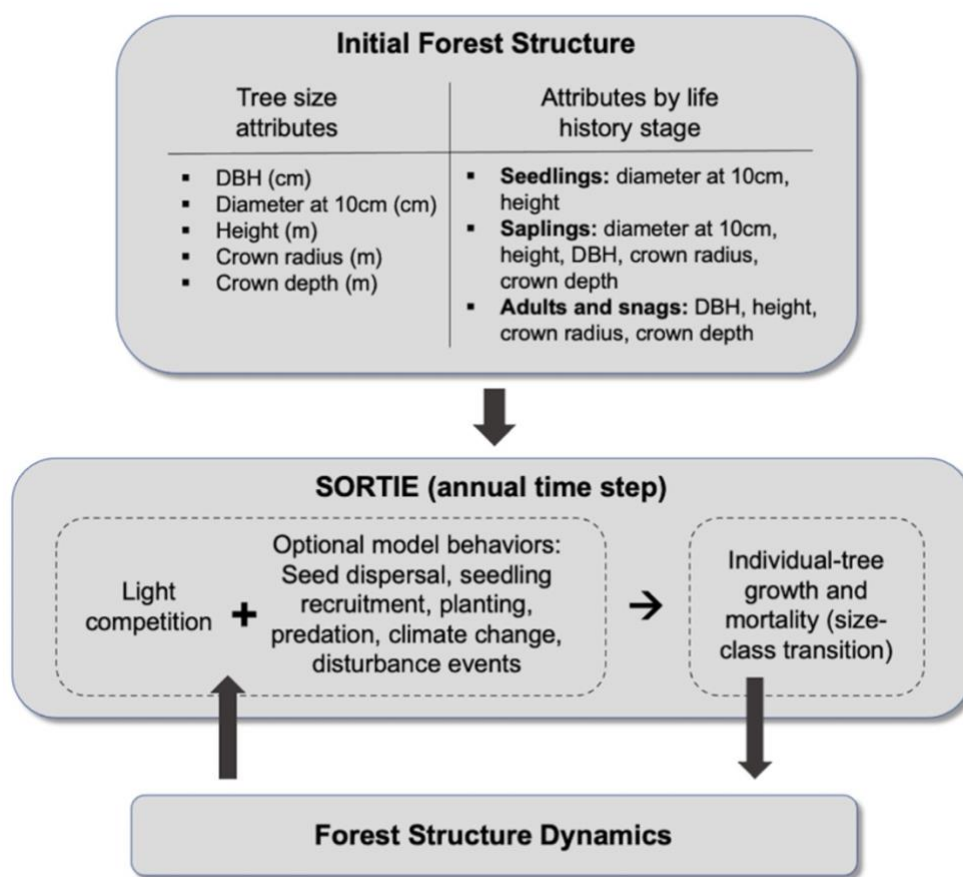 Initial Forest Structure
Tree size
attributes
Attributes by life
history stage
▪ DBH (cm)
▪ Diameter at 10cm (cm)
▪ Height (m)
▪ Crown radius (m)
▪ Crown depth (m)
▪ Seedlings: diameter at 10cm,
height
▪ Saplings: diameter at 10cm,
height, DBH, crown radius,
crown depth
▪ Adults and snags: DBH, height,
crown radius, crown depth
SORTIE (annual time step)
Light
competition
+
Optional model behaviors:
Seed dispersal, seedling
recruitment, planting,
predation, climate change,
disturbance events
→
Individual-tree
growth and
mortality (size-
class transition)
Forest Structure Dynamics